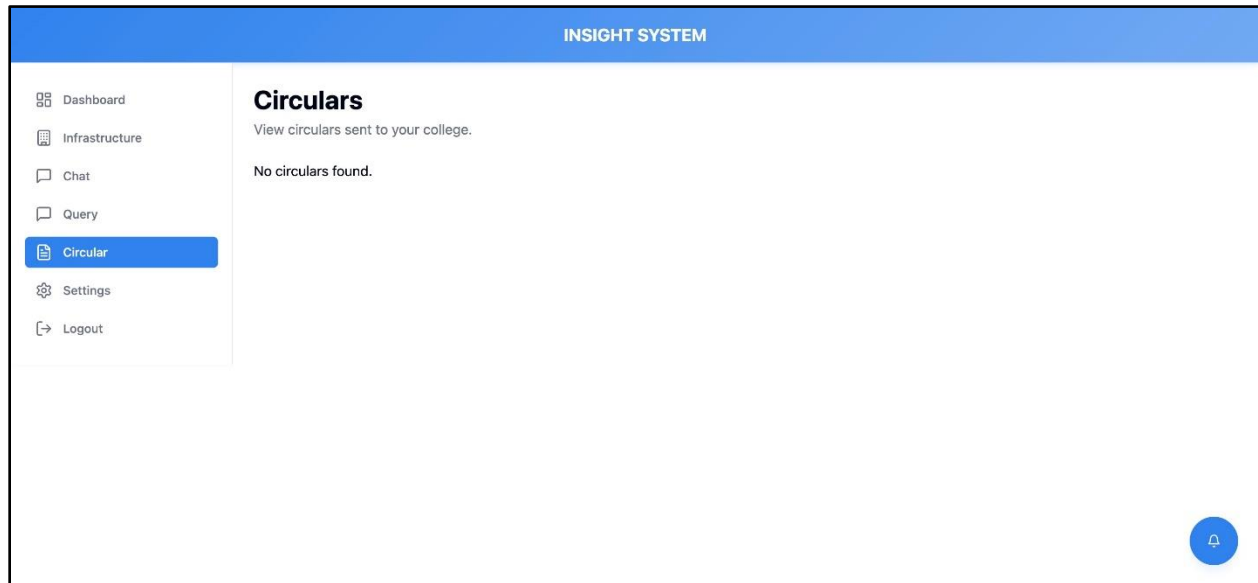 INSIGHT SYSTEM
Dashboard
Infrastructure
Chat
Query
Circular
Settings
Logout
Circulars
View circulars sent to your college.
No circulars found.